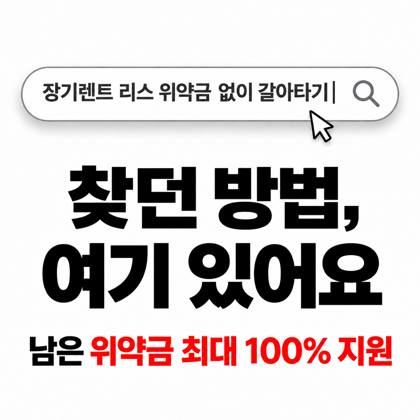 장기렌트 리스 위약금 없이 갈아타기
찾던 방법,
여기 있어요
남은 위약금 최대 100% 지원